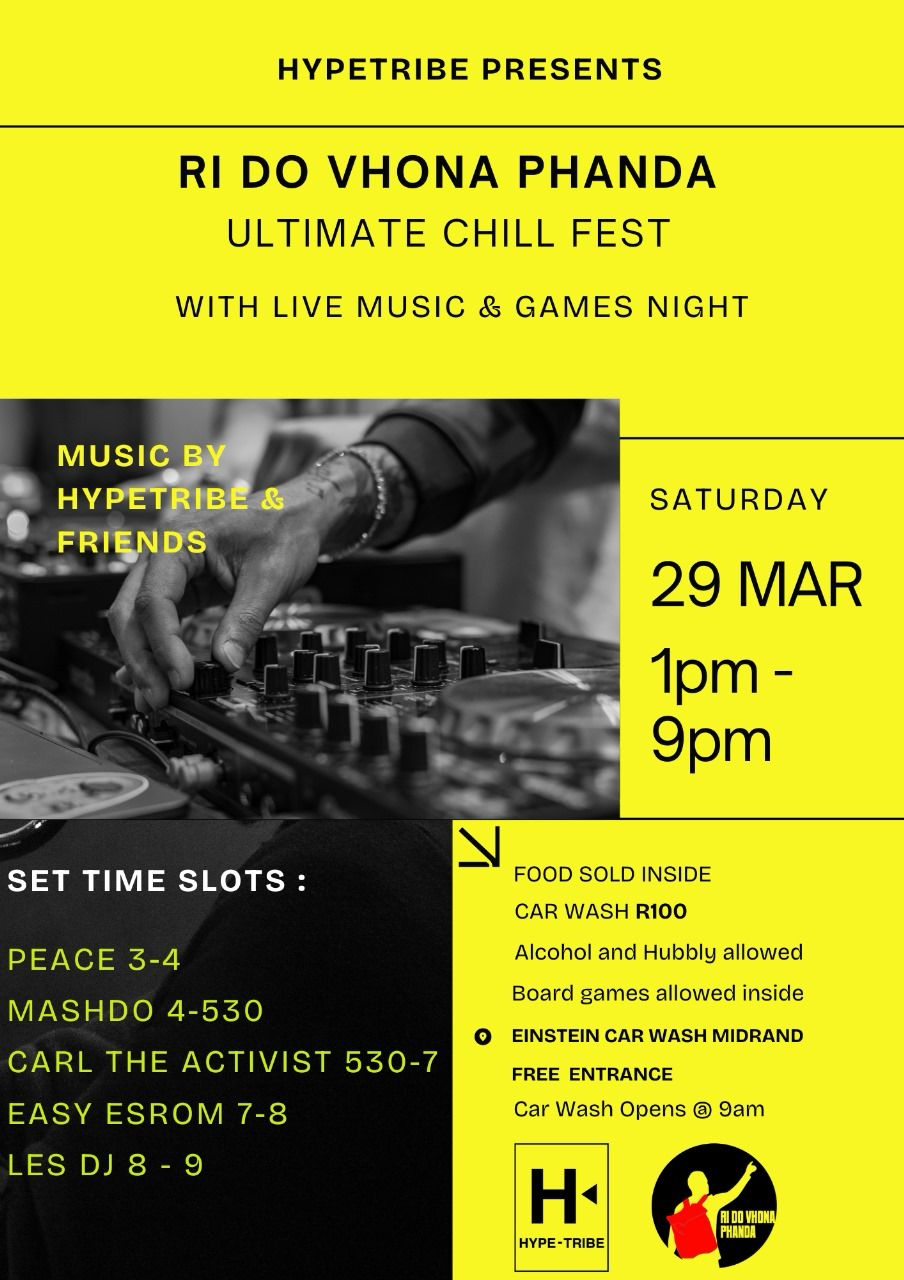 HYPETRIBE PRESENTS
RI DO VHONA PHANDA
ULTIMATE CHILL FEST
WITH LIVE MUSIC & GAMES NIGHT
MUSIC BY
HYPETRIBE &
FRIENDS
SATURDAY
29 MAR
1pm -
9pm
SET TIME SLOTS :
PEACE 3-4
MASHDO 4-530
CARL THE ACTIVIST 530-7
EASY ESROM 7-8
LES DJ 8 - 9
FOOD SOLD INSIDE
CAR WASH R100
Alcohol and Hubbly allowed
Board games allowed inside
EINSTEIN CAR WASH MIDRAND
FREE ENTRANCE
Car Wash Opens @ 9am
H
HYPE-TRIBE
RI DO VHONA
PHANDA